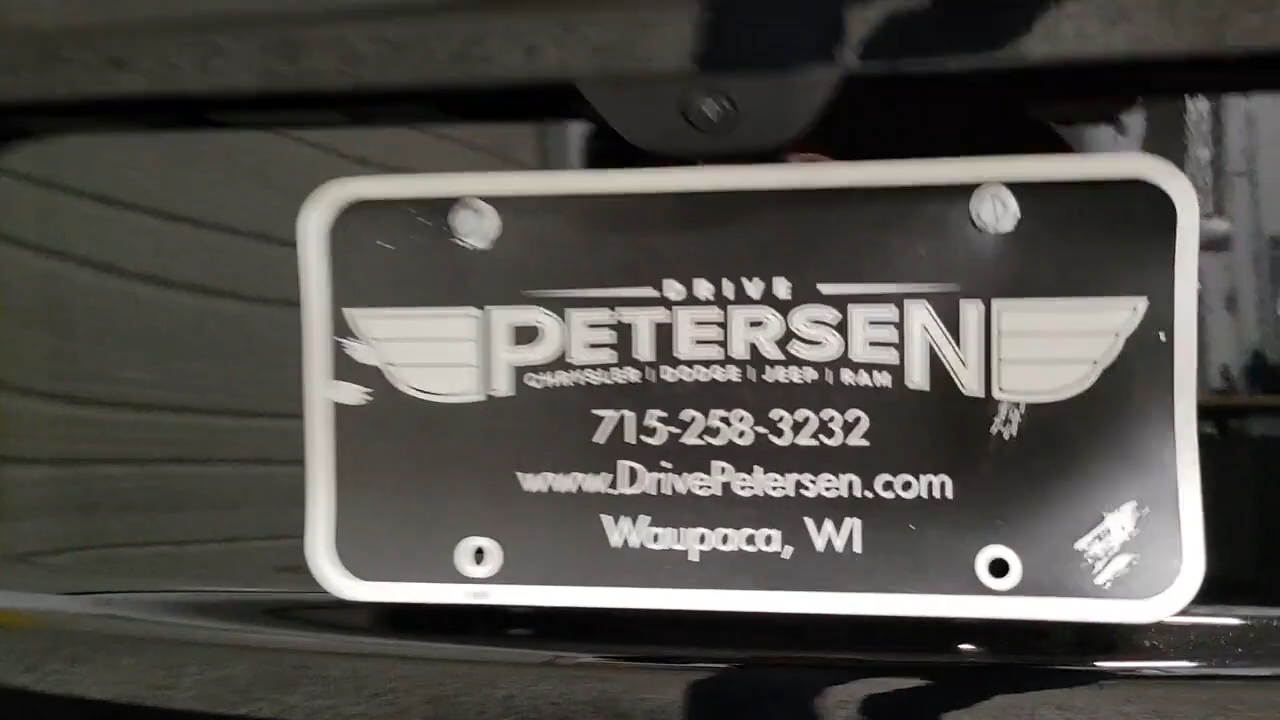 DRIVE
PETERSEN
CHRYSLER | DODGE | JEEP | RAM
715-258-3232
www.DrivePetersen.com
Waupaca, WI